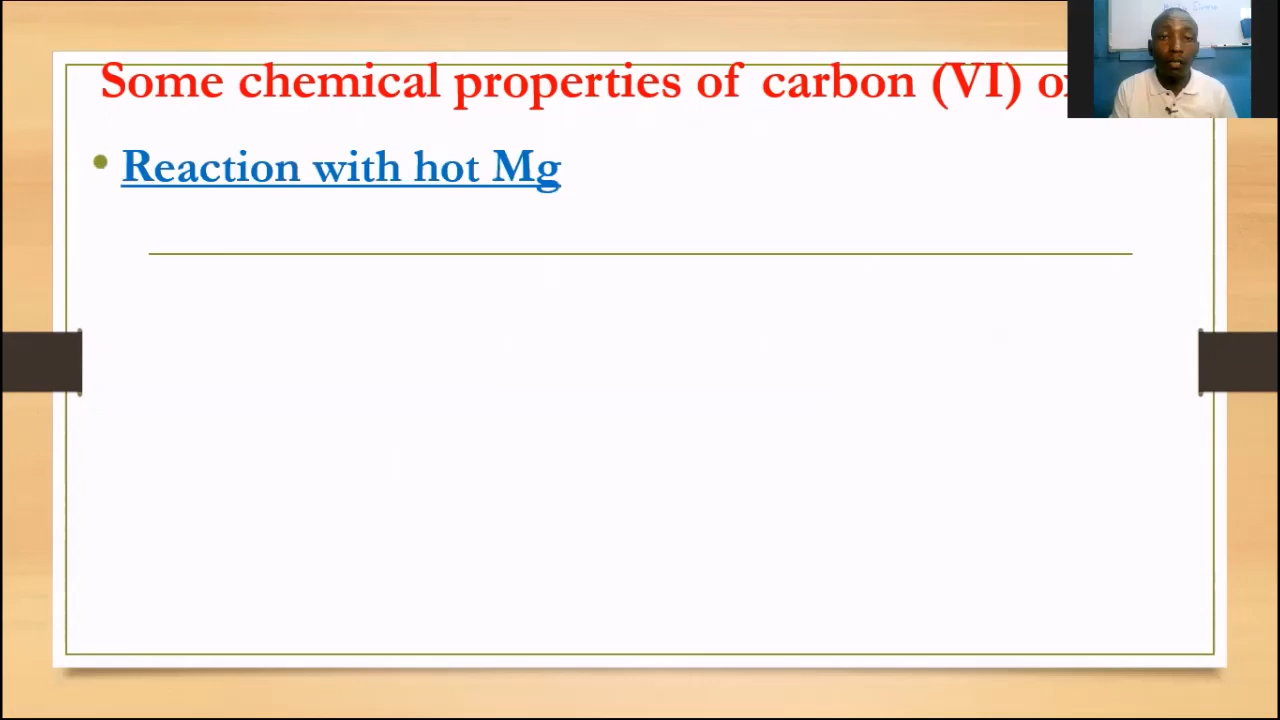 Some chemical properties of carbon (VI)
Reaction with hot Mg